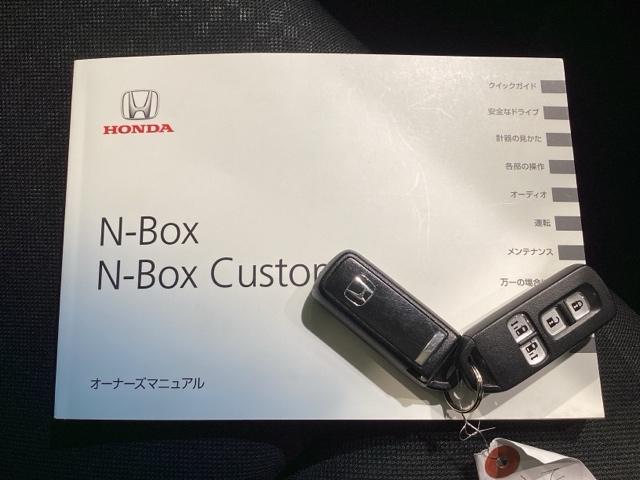 HONDA
N-Box
N-Box Custo
オーナーズマニュアル
クイックガイド
安全なドライブ
計器の見かた
各部の操作
オーディオ
運転
メンテナンス
万一の場合